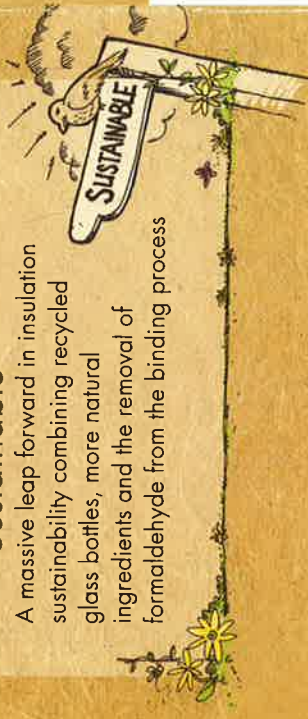 A massive leap forward in insulation
sustainability combining recycled
glass bottles, more natural
ingredients and the removal of
formaldehyde from the binding process
SUSTAINABLE